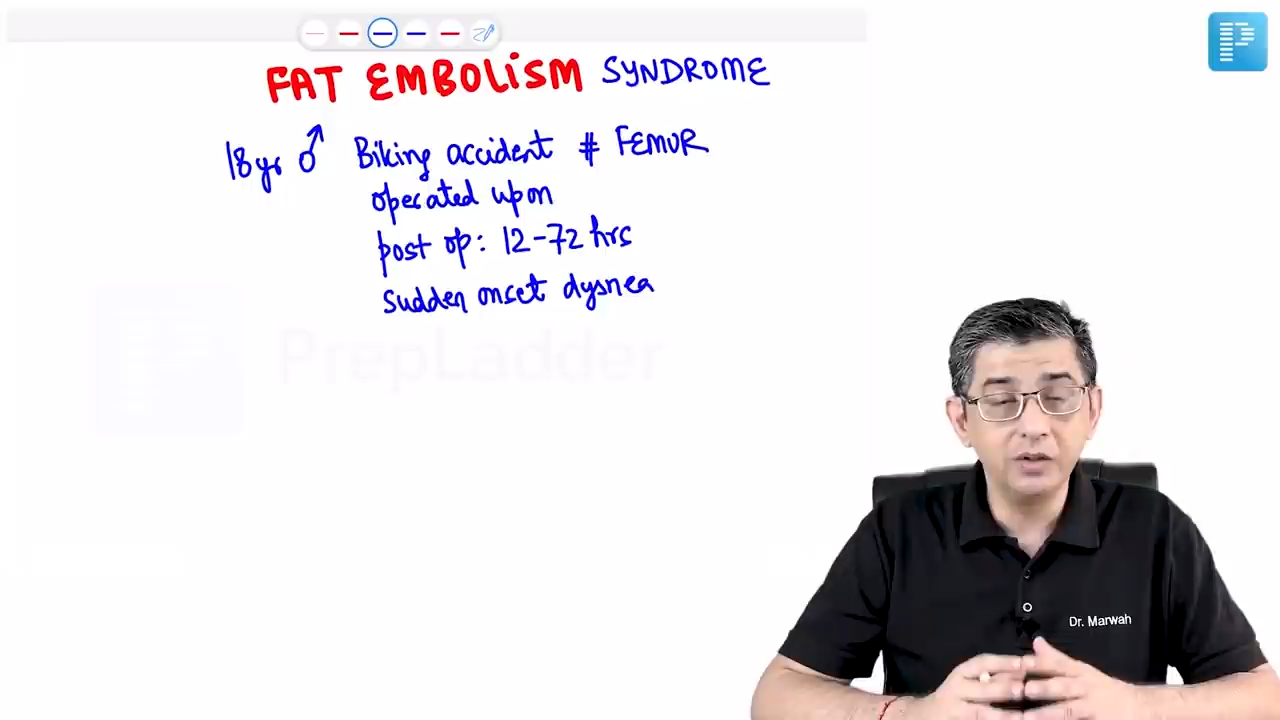 FAT EMBOLISM SYNDROME
18yr ♂ Biking accident # FEMUR
operated upon
post op: 12-72 hrs
sudden onset dysnea
PrepLadder
Dr. Marwah